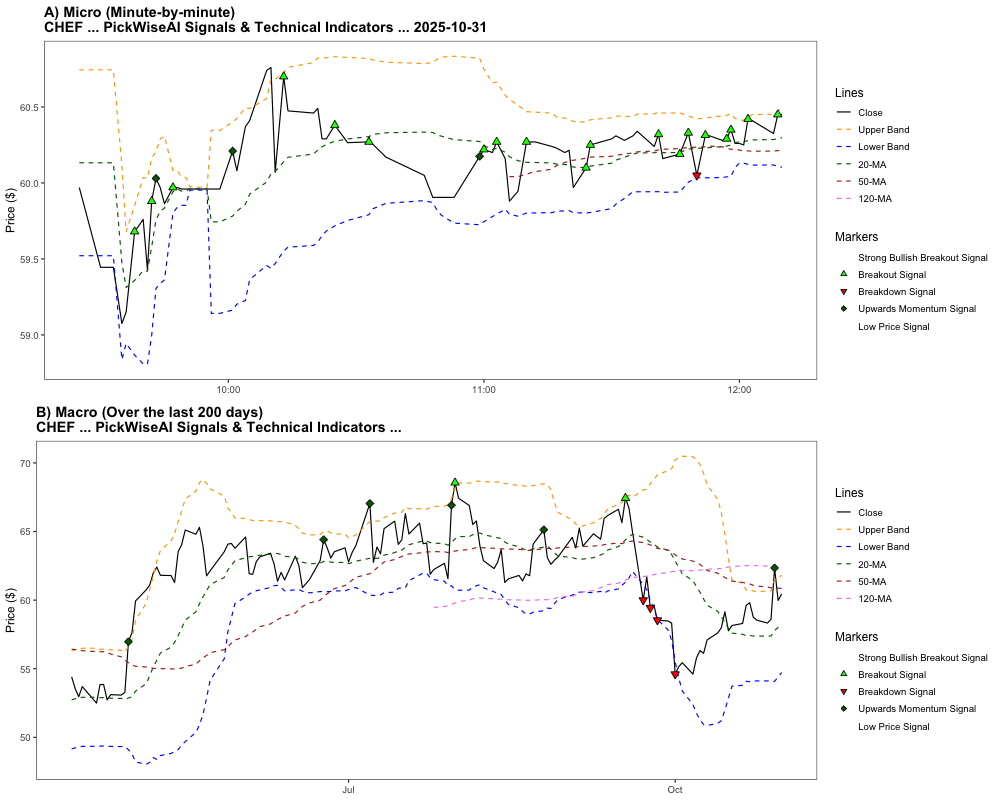 A) Micro (Minute-by-minute)
CHEF ... PickWiseAI Signals & Technical Indicators ... 2025-10-31
Price ($)
60.5
60.0
59.5
59.0
10:00
11:00
12:00
Lines
Close
Upper Band
Lower Band
20-MA
50-MA
120-MA
Markers
Strong Bullish Breakout Signal
Breakout Signal
Breakdown Signal
Upwards Momentum Signal
Low Price Signal
B) Macro (Over the last 200 days)
CHEF ... PickWiseAI Signals & Technical Indicators ...
Price ($)
70
65
60
55
50
Jul
Oct
Lines
Close
Upper Band
Lower Band
20-MA
50-MA
120-MA
Markers
Strong Bullish Breakout Signal
Breakout Signal
Breakdown Signal
Upwards Momentum Signal
Low Price Signal